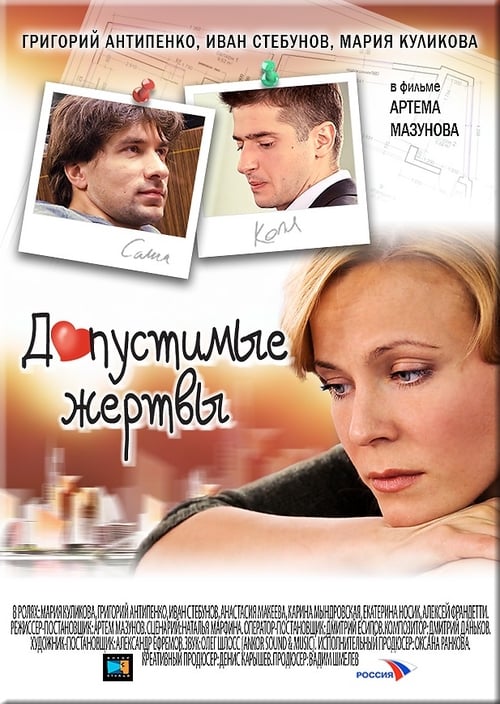 ГРИГОРИЙ АНТИПЕНКО, ИВАН СТЕБУНОВ, МАРИЯ КУЛИКОВА
В ФИЛЬМЕ
АРТЕМА
МАЗУНОВА
Саша
Коля
Допустимые
жертвы
В РОЛЯХ: МАРИЯ КУЛИКОВА, ГРИГОРИЙ АНТИПЕНКО, ИВАН СТЕБУНОВ, АНАСТАСИЯ МАКЕЕВА, КАРИНА МЫНДРОВСКАЯ, ЕКАТЕРИНА НОСИК, АЛЕКСЕЙ ФРАНДЕТТИ.
РЕЖИССЕР-ПОСТАНОВЩИК: АРТЕМ МАЗУНОВ. СЦЕНАРИЙ: НАТАЛЬЯ ОПЕРАТОР-ПОСТАНОВЩИК: ДМИТРИЙ ЕСИПОВ. КОМПОЗИТОР: ДМИТРИЙ ДАНЬКОВ.
ХУДОЖНИК-ПОСТАНОВЩИК: АЛЕКСАНДР ЕФРЕМОВ. ЗВУК: ОЛЕГ ШЛОСС (ANKOR SOUND & MUSIC). ИСПОЛНИТЕЛЬНЫЙ ПРОДЮСЕР: ОКСАНА РАНКОВА.
КРЕАТИВНЫЙ ПРОДЮСЕР: ДЕНИС КАРЫШЕВ. ПРОДЮСЕР: ВАДИМ ШМЕЛЕВ
РОССИЯ